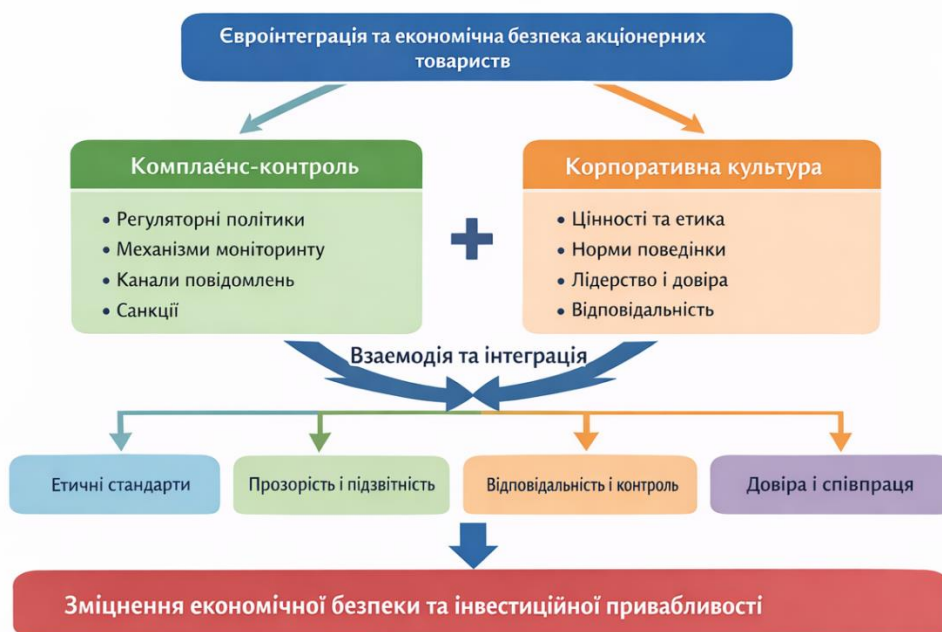 Євроінтеграція та економічна безпека акціонерних
товариств
Комплаéнс-контроль
• Регуляторні політики
• Механізми моніторинту
• Канали повідомлень
• Санкції
Корпоративна культура
• Цінності та етика
• Норми поведінки
• Лідерство і довіра
• Відповідальність
Взаємодія та інтеграція
Етичні стандарти
Прозорість і підзвітність
Відповідальність і контроль
Довіра і співпраця
Зміцнення економічної безпеки та інвестиційної привабливості